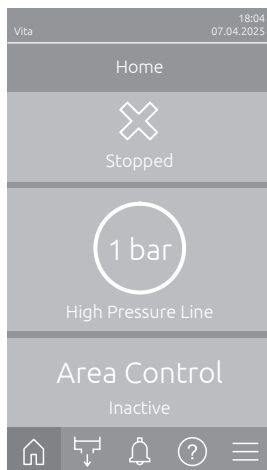 18:04
Vita 07.04.2025
Home
Stopped
1 bar
High Pressure Line
Area Control
Inactive
?